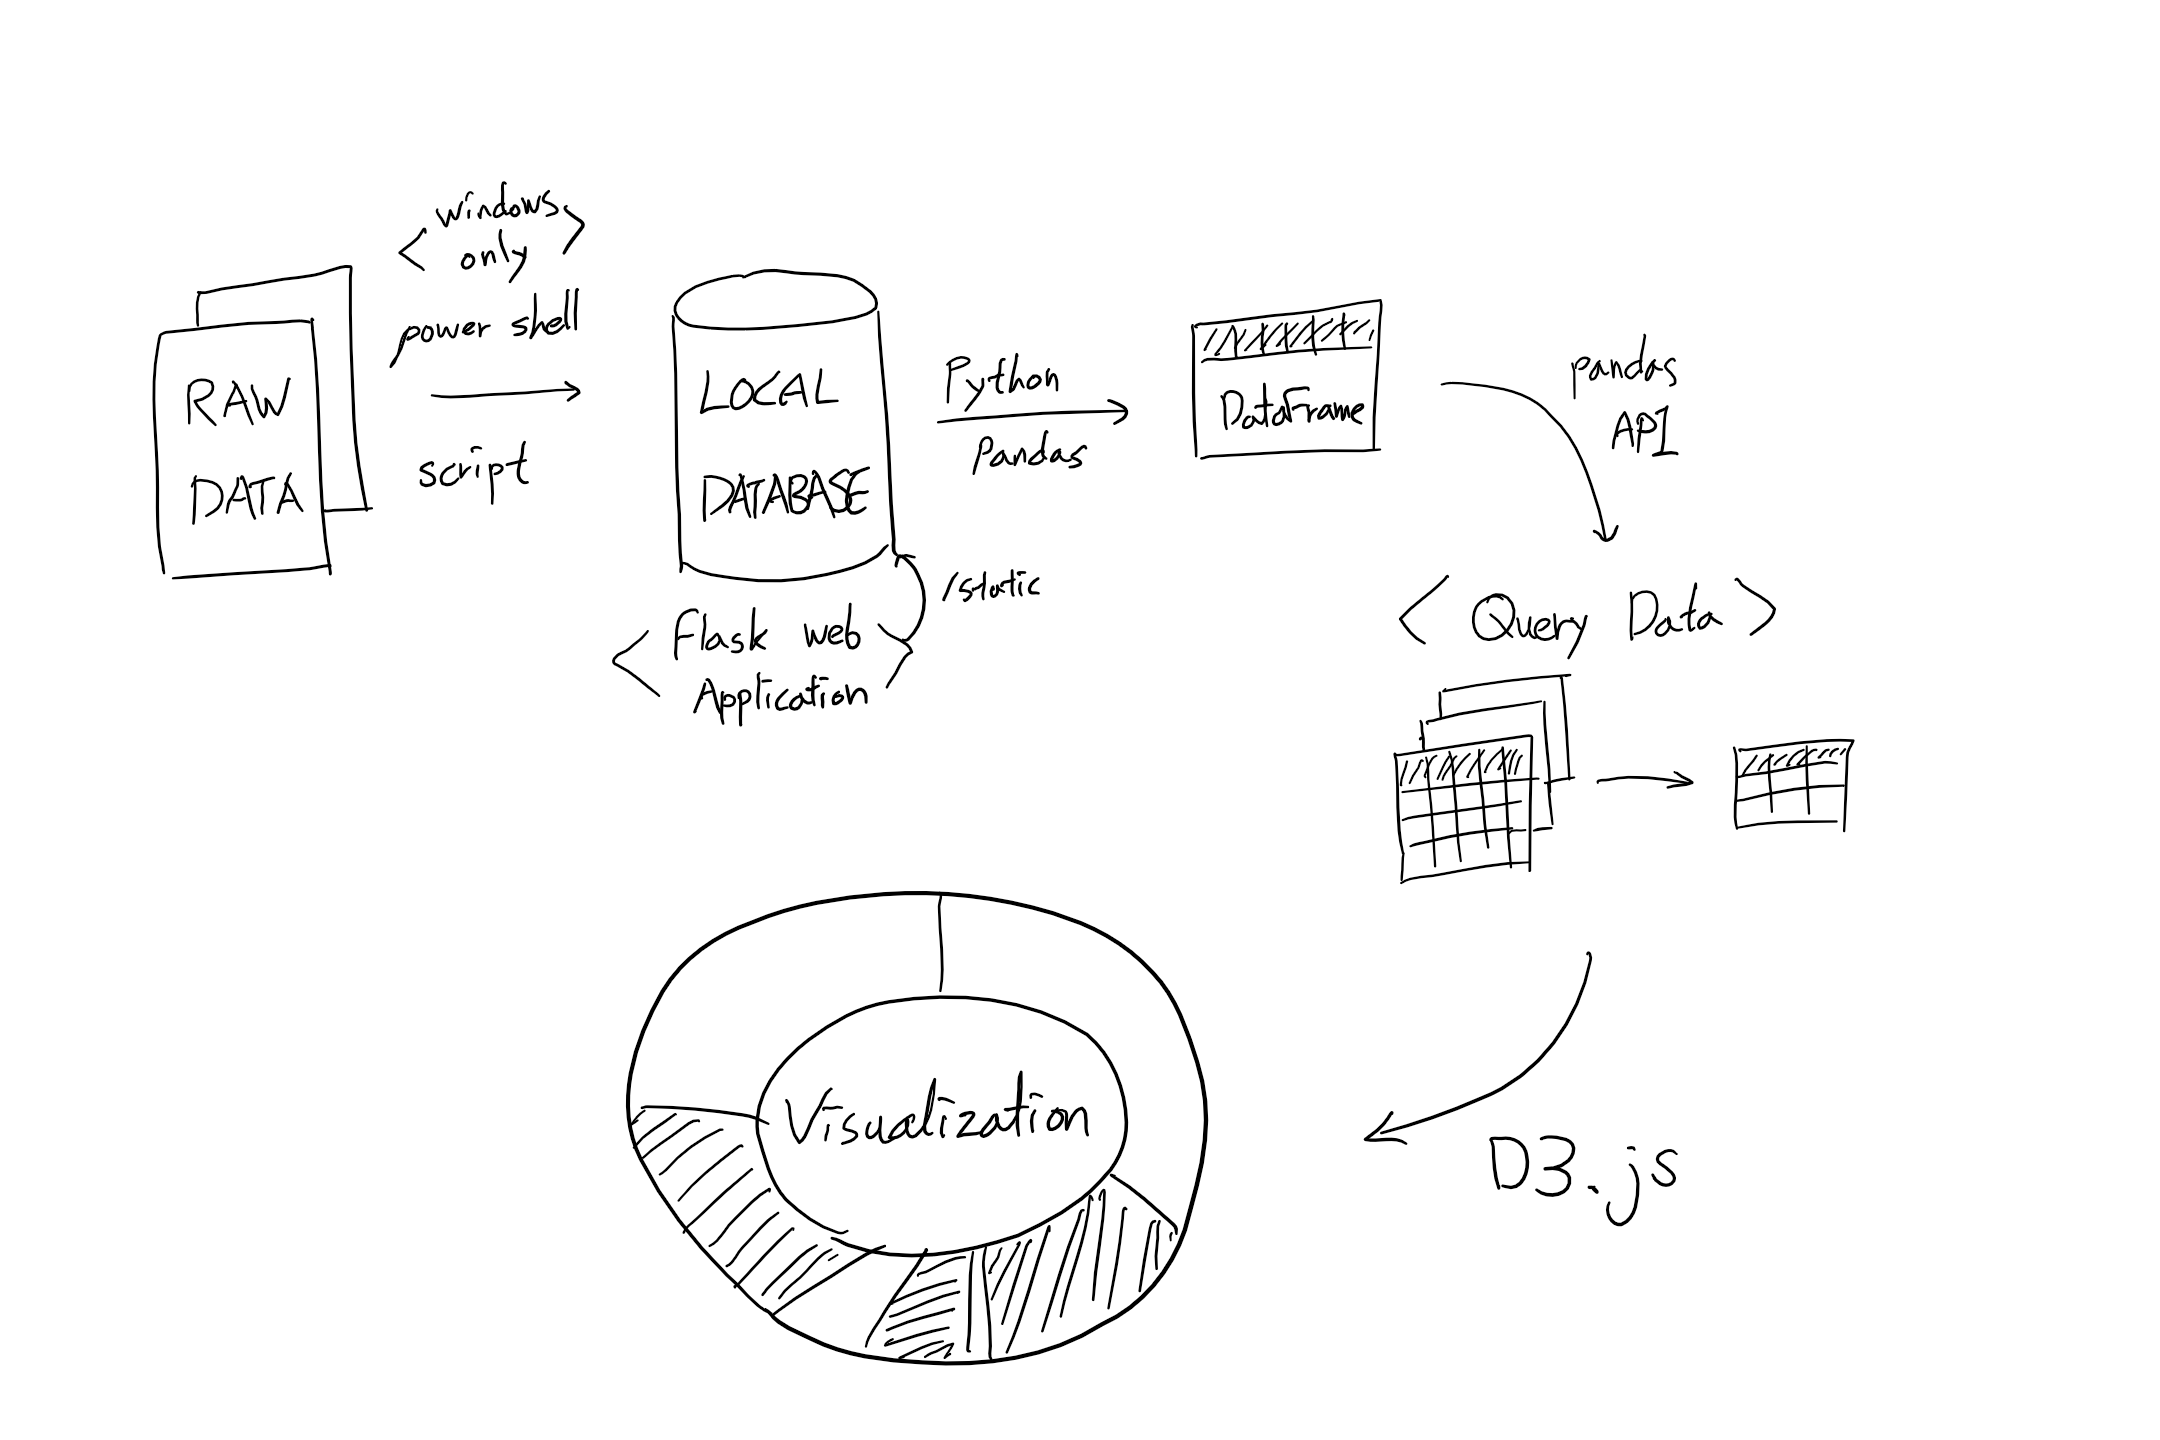 <windows
only>
power shell
script
RAW
DATA
LOCAL
DATABASE
/static
<Flask web
Application>
Python
Pandas
DataFrame
pandas
API
<Query Data>
D3.js
Visualization